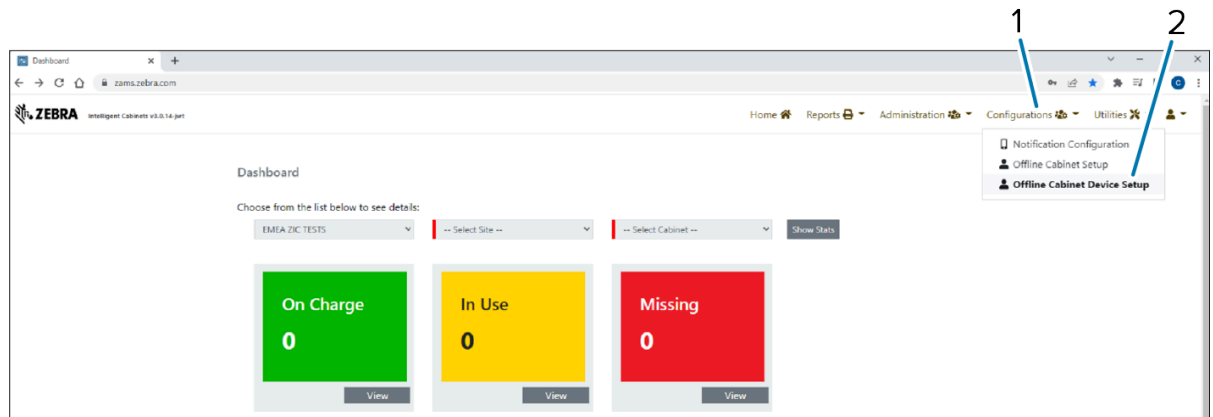 1 2
Dashboard
zams.zebra.com
ZEBRA Intelligent Cabinets v3.0.14-jwt
Home Reports Administration Configurations Utilities
Notification Configuration
Offline Cabinet Setup
Offline Cabinet Device Setup
Dashboard
Choose from the list below to see details:
EMEA ZIC TESTS -- Select Site -- -- Select Cabinet -- Show Stats
On Charge In Use Missing
0 0 0
View View View